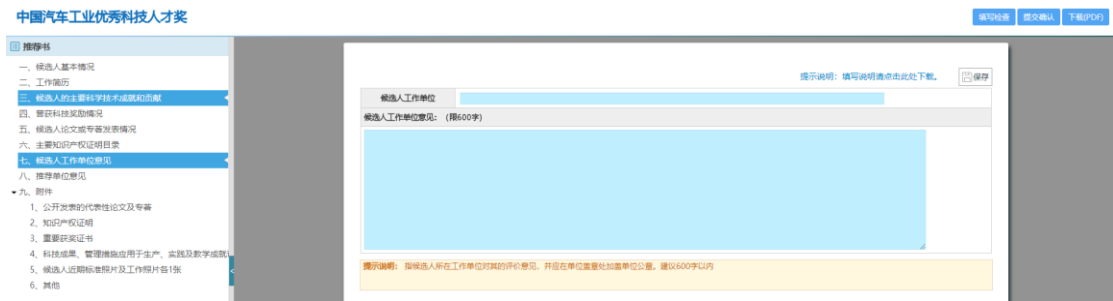 中国汽车工业优秀科技人才奖
填写检查 提交确认 下载(PDF)
推荐书
一、候选人基本情况
二、工作简历
三、候选人的主要科学技术成就和贡献
四、曾获科技奖励情况
五、候选人论文或专著发表情况
六、主要知识产权证明目录
七、候选人工作单位意见
八、推荐单位意见
九、附件
1、公开发表的代表性论文及专著
2、知识产权证明
3、重要获奖证书
4、科技成果、管理措施应用于生产、实践及教学成就
5、候选人近期标准照片及工作照片各1张
6、其他
提示说明：填写说明请点击此处下载。 保存
候选人工作单位
候选人工作单位意见：（限600字）
提示说明： 指候选人所在工作单位对其的评价意见，并应在单位盖章处加盖单位公章。建议600字以内